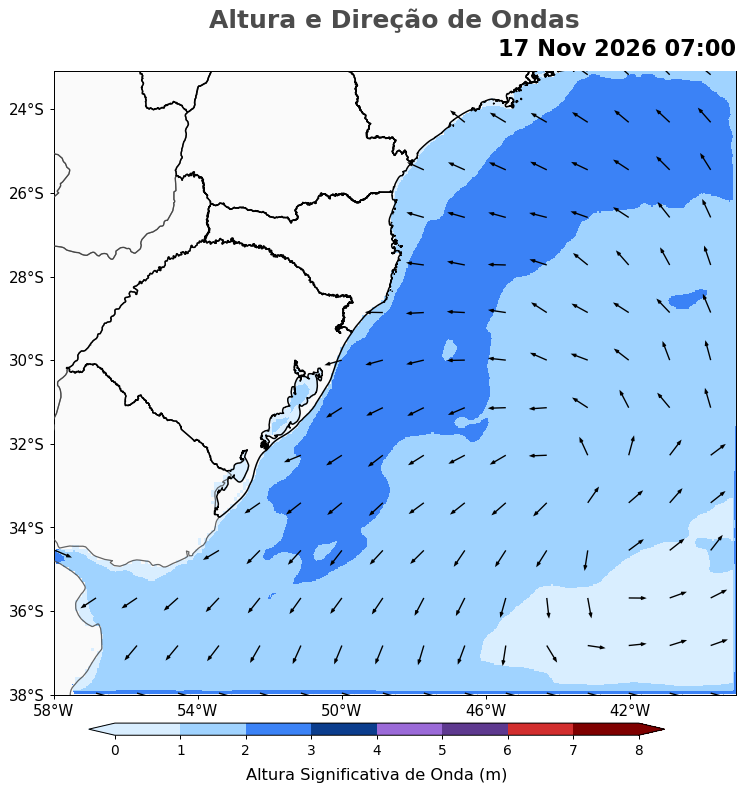 Altura e Direção de Ondas
17 Nov 2026 07:00
24°S
26°S
28°S
30°S
32°S
34°S
36°S
38°S
58°W 54°W 50°W 46°W 42°W
0 1 2 3 4 5 6 7 8
Altura Significativa de Onda (m)